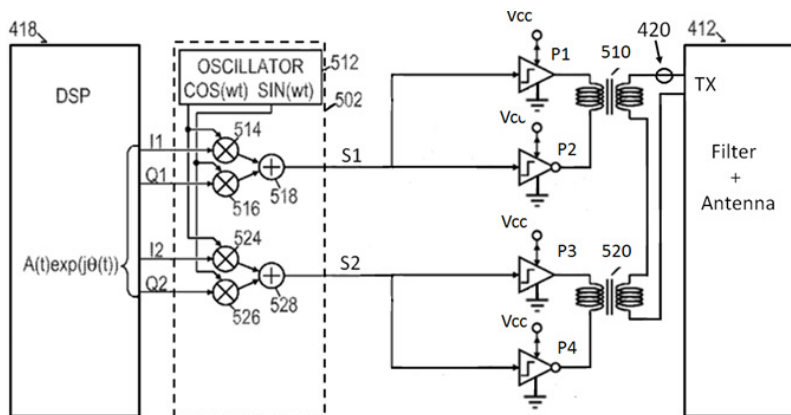 418
DSP
A(t)exp(jθ(t))
I1
Q1
I2
Q2
OSCILLATOR
COS(wt) SIN(wt)
512
502
514
516
518
524
526
528
S1
S2
Vcc
P1
Vcc
P2
Vcc
P3
Vcc
P4
510
520
420
412
TX
Filter
+
Antenna